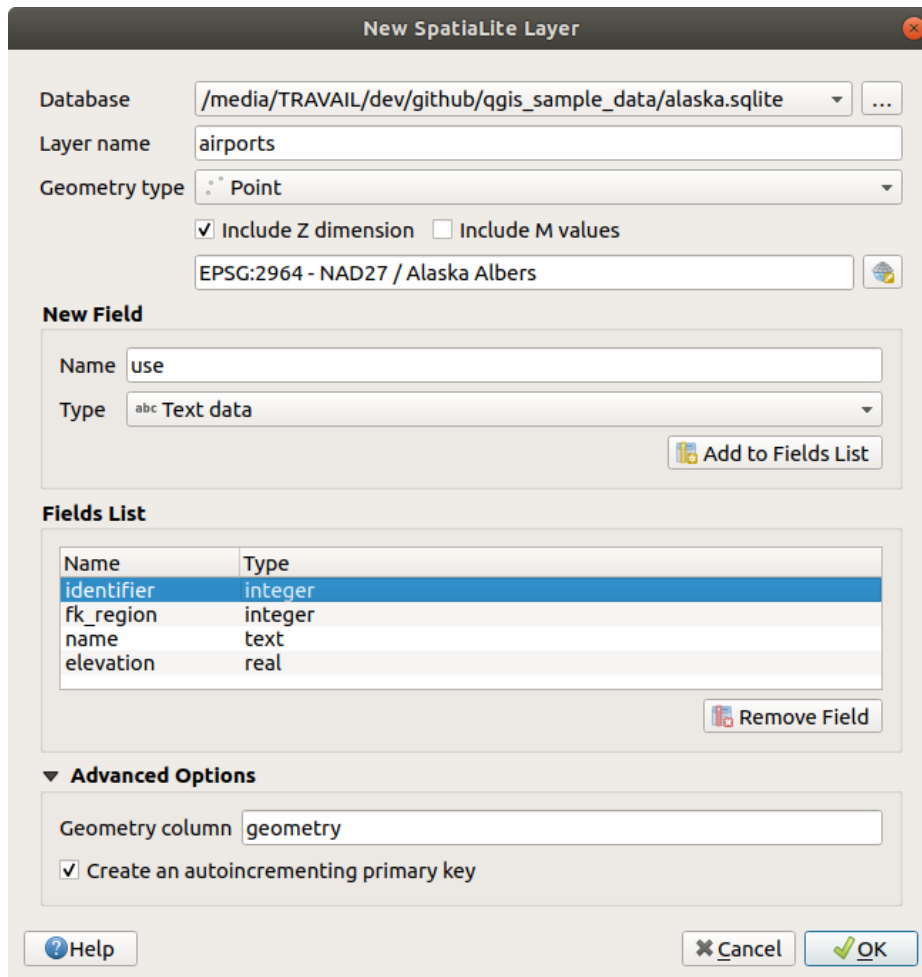 New SpatiaLite Layer
Database /media/TRAVAIL/dev/github/qgis_sample_data/alaska.sqlite ...
Layer name airports
Geometry type Point
Include Z dimension Include M values
EPSG:2964 - NAD27 / Alaska Albers
New Field
Name use
Type abc Text data
Add to Fields List
Fields List
Name Type
identifier integer
fk_region integer
name text
elevation real
Remove Field
Advanced Options
Geometry column geometry
Create an autoincrementing primary key
Help Cancel OK